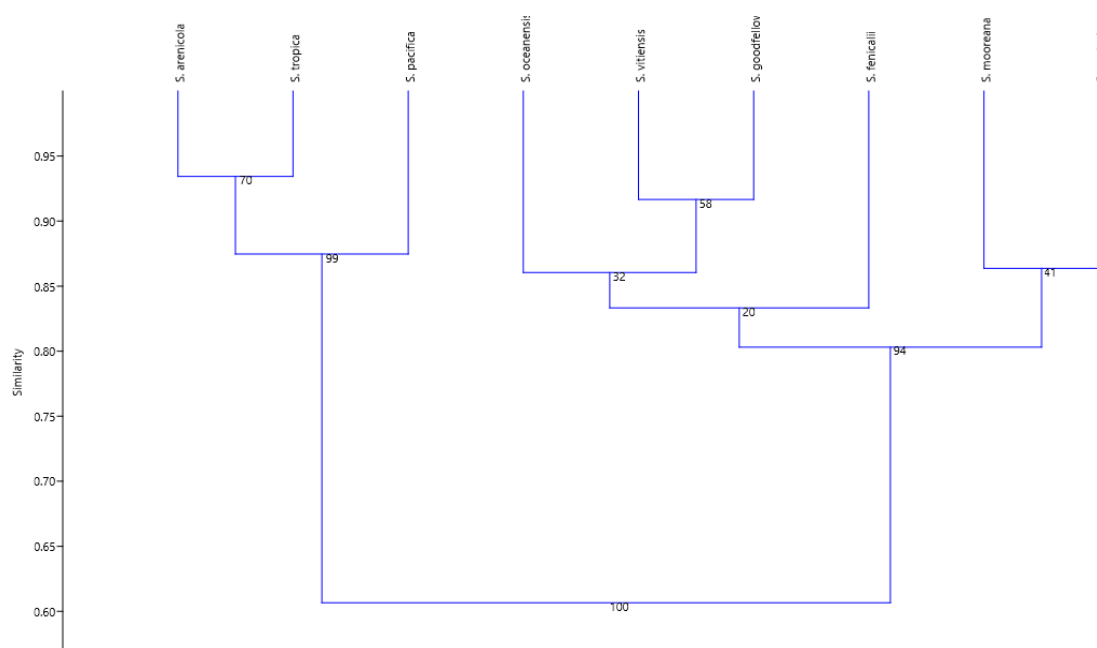 S. arenicola
S. tropica
S. pacifica
S. oceanensis
S. vitiensis
S. goodfellow
S. fenicalii
S. mooreana
0.95
0.90
0.85
0.80
0.75
0.70
0.65
0.60
Similarity
70
99
58
32
20
41
94
100